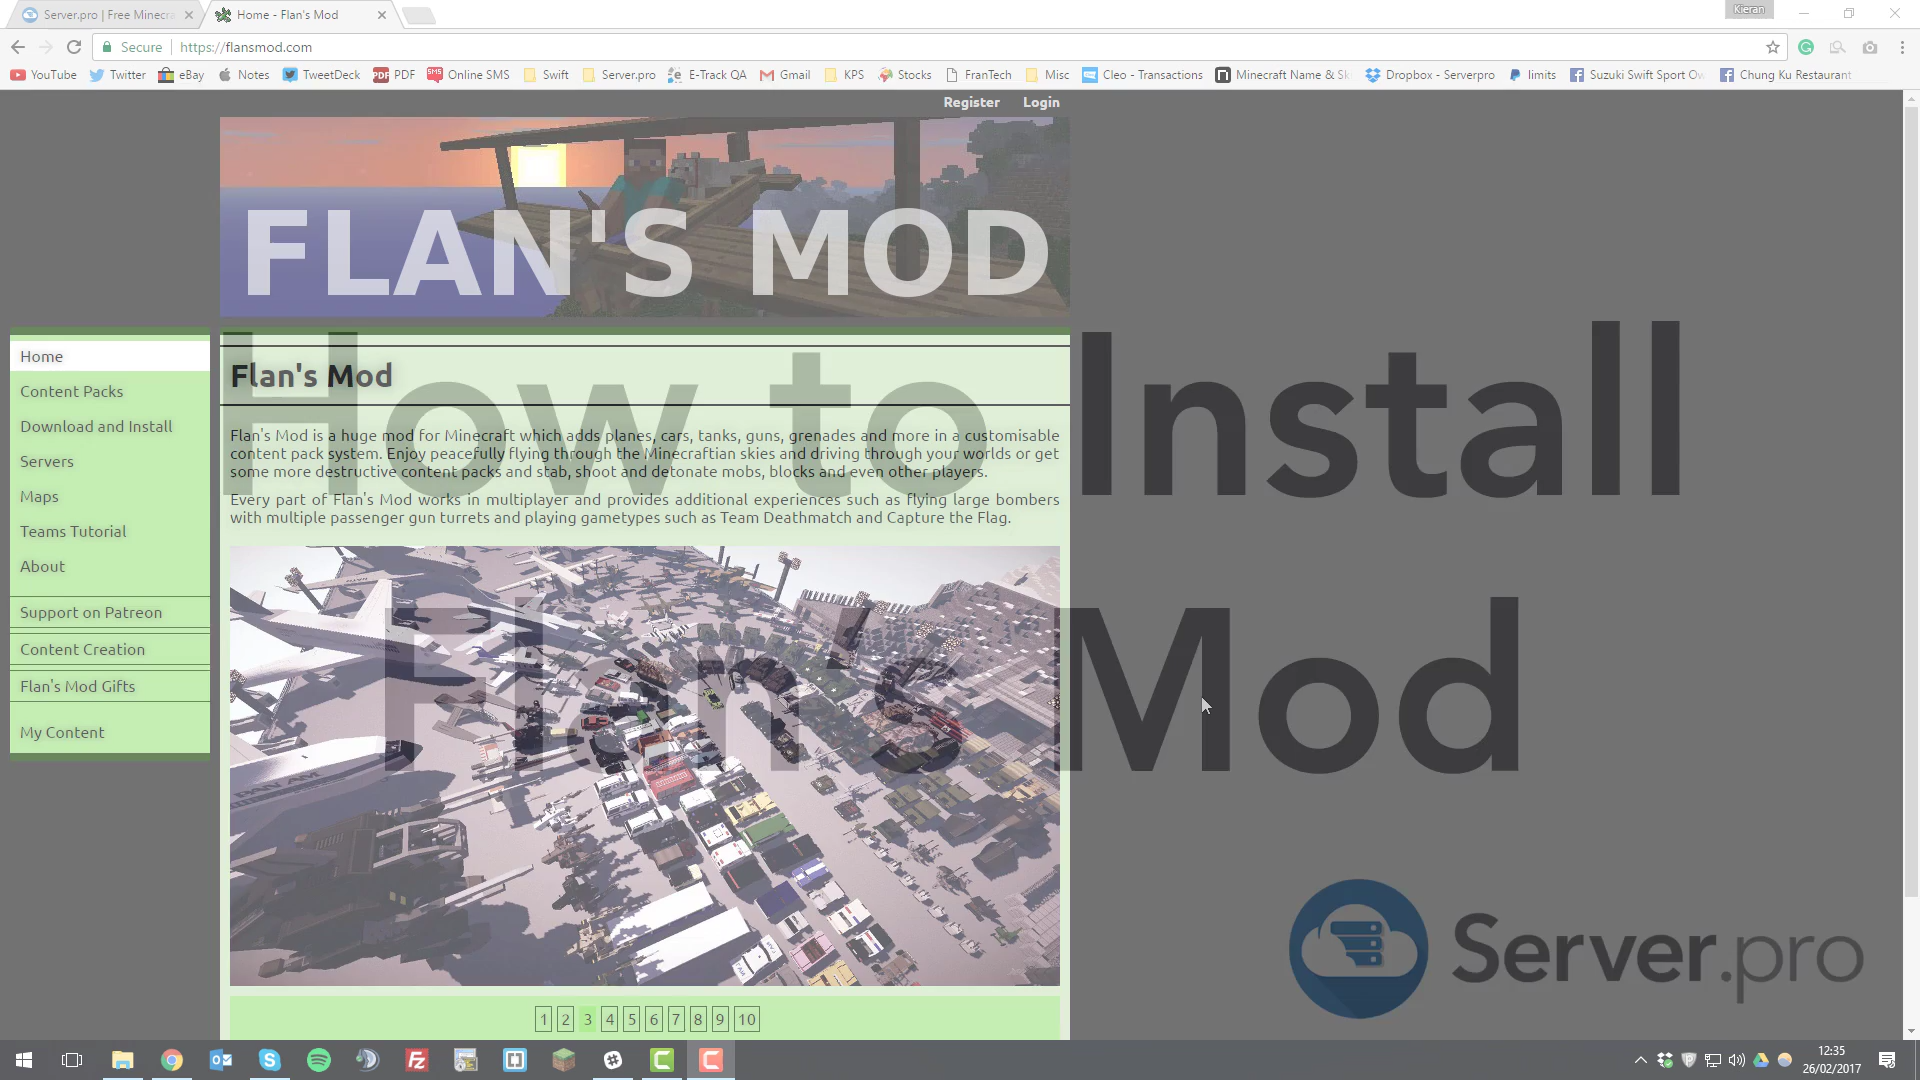 Server.pro | Free Minecra
Home - Flan's Mod
Kieran
Secure
https://flansmod.com
YouTube
Twitter
eBay
Notes
TweetDeck
PDF
PDF
SMS
Online SMS
Swift
Server.pro
E-Track QA
Gmail
KPS
Stocks
FranTech
Misc
Cleo - Transactions
Minecraft Name & Sk
Dropbox - Serverpro
limits
Suzuki Swift Sport Ow
Chung Ku Restaurant
Register
Login
FLAN'S MOD
How to Install
Flan's Mod
Home
Content Packs
Download and Install
Servers
Maps
Teams Tutorial
About
Support on Patreon
Content Creation
Flan's Mod Gifts
My Content
Flan's Mod
Flan's Mod is a huge mod for Minecraft which adds planes, cars, tanks, guns, grenades and more in a customisable
content pack system. Enjoy peacefully flying through the Minecraftian skies and driving through your worlds or get
some more destructive content packs and stab, shoot and detonate mobs, blocks and even other players.
Every part of Flan's Mod works in multiplayer and provides additional experiences such as flying large bombers
with multiple passenger gun turrets and playing gametypes such as Team Deathmatch and Capture the Flag.
1 2 3 4 5 6 7 8 9 10
Server.pro
12:35
26/02/2017